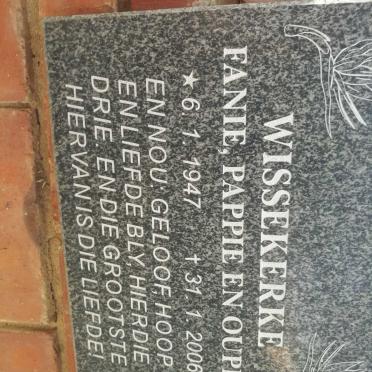 WISSEKERKE
FANIE, PAPPIE EN OUP
★ 6. 1. 1947 † 31. 1. 2006
EN NOU: GELOOF HOOP
EN LIEFDE BLY HIERDIE
DRIE EN DIE GROOTSTE
HIERVAN IS DIE LIEFDE!